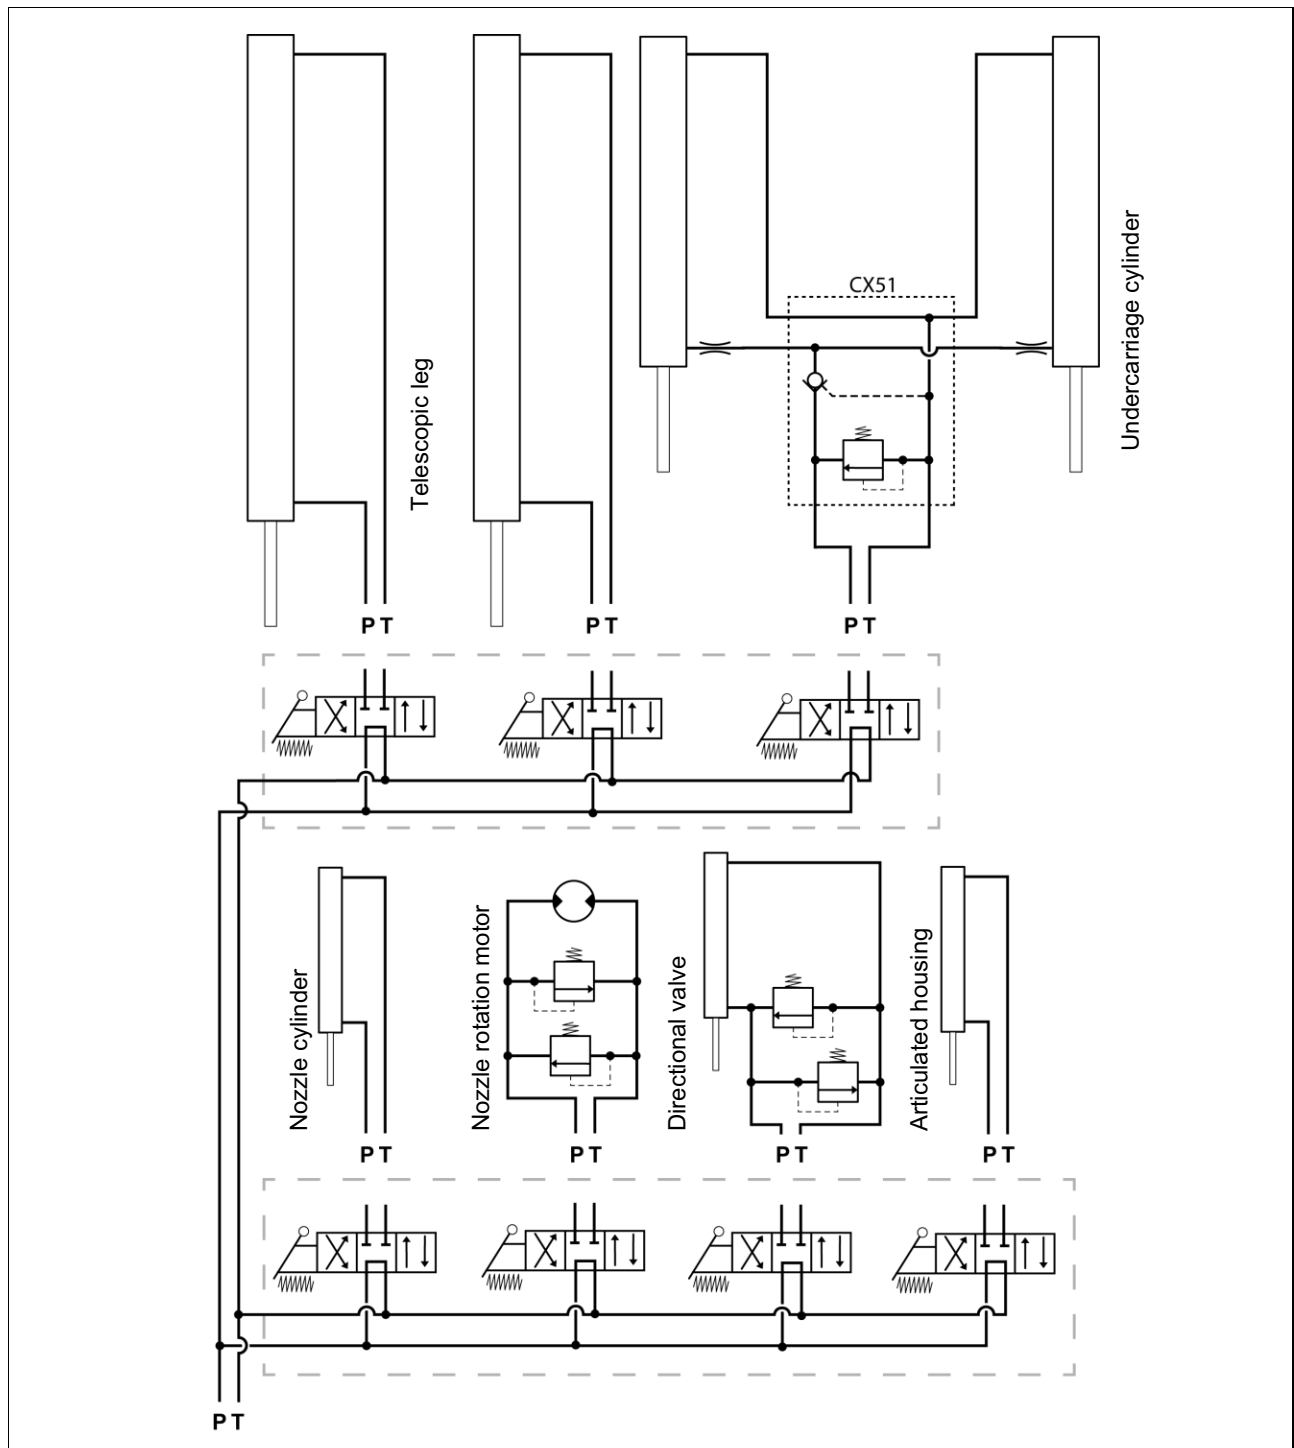 CX51
Telescopic leg
Undercarriage cylinder
P T
P T
P T
Nozzle cylinder
Nozzle rotation motor
Directional valve
Articulated housing
P T
P T
P T
P T
P T